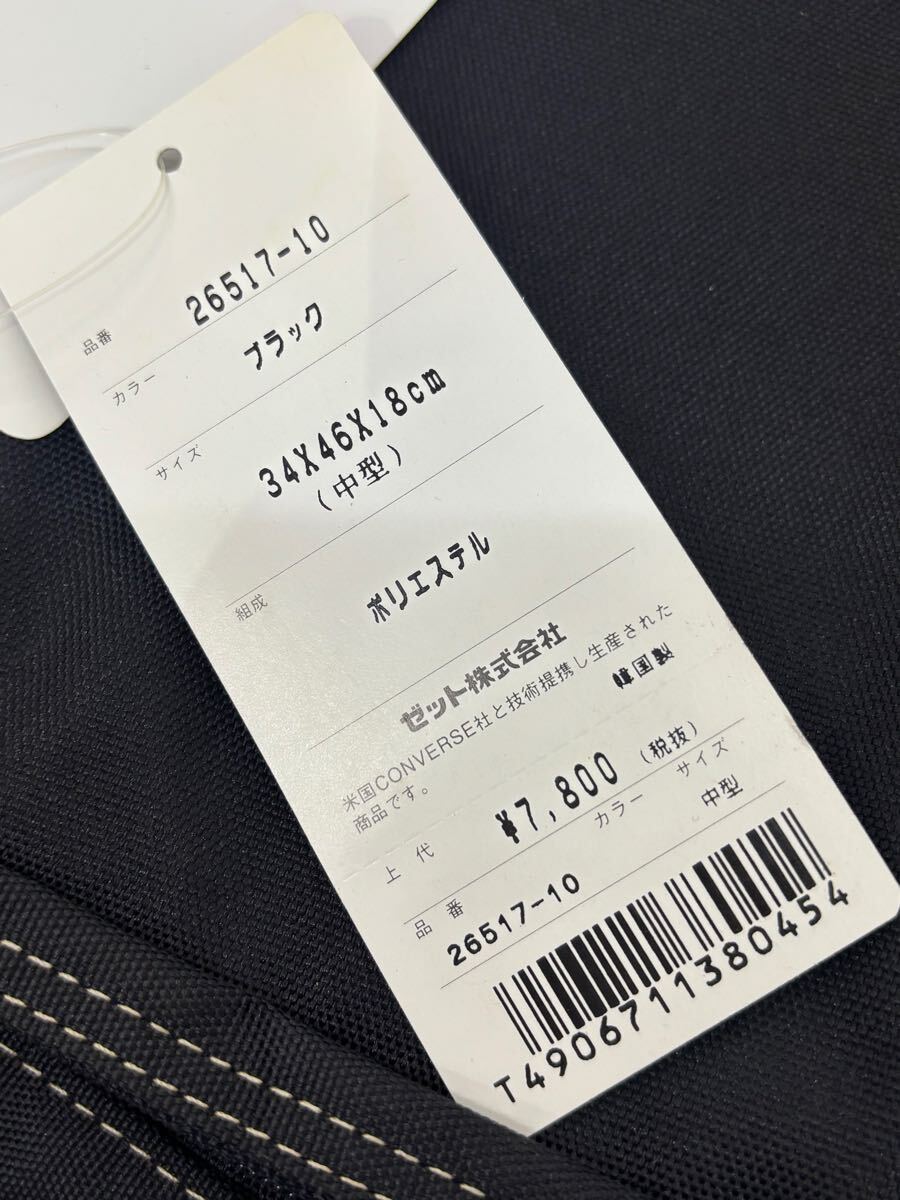 品番 26517-10
カラー ブラック
サイズ 34X46X18cm
(中型)
組成 ポリエステル
ゼット株式会社
米国CONVERSE社と技術提携し生産された
商品です。 韓国製
上代 ¥7,800 (税抜)
品番 カラー サイズ
26517-10 中型
T4906711380454